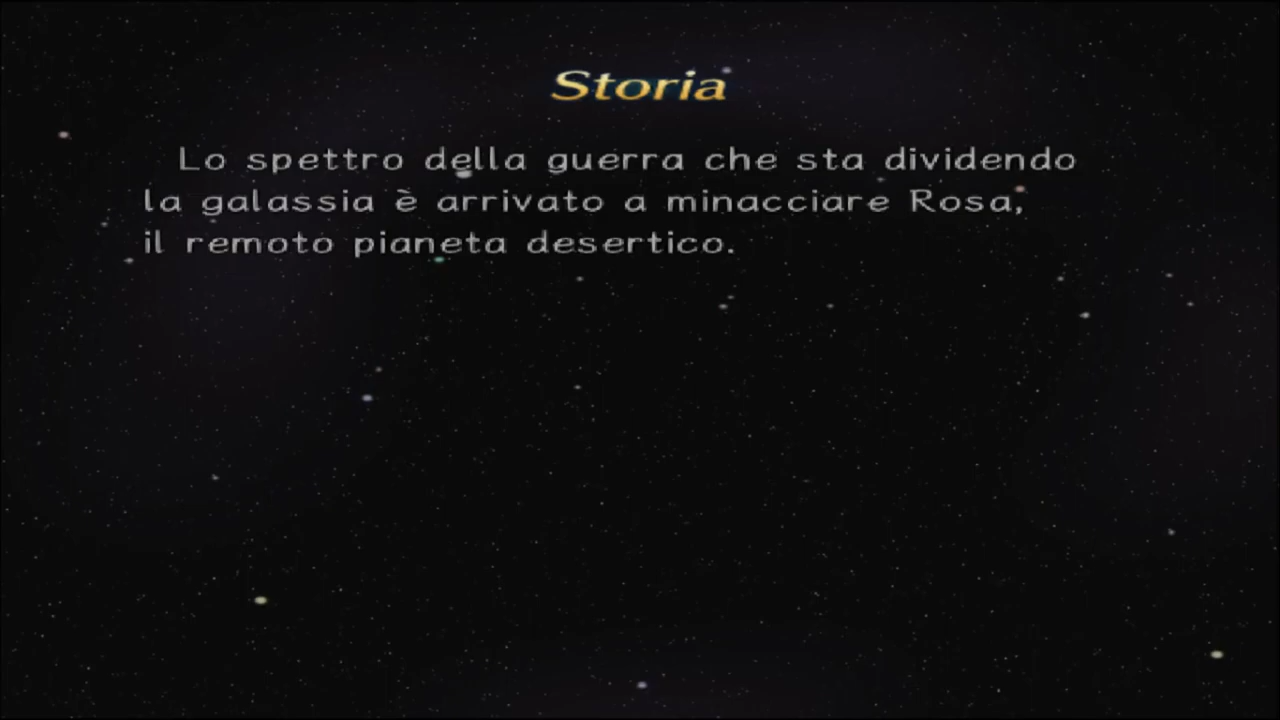 Storia
Lo spettro della guerra che sta dividendo
la galassia è arrivato a minacciare Rosa,
il remoto pianeta desertico.